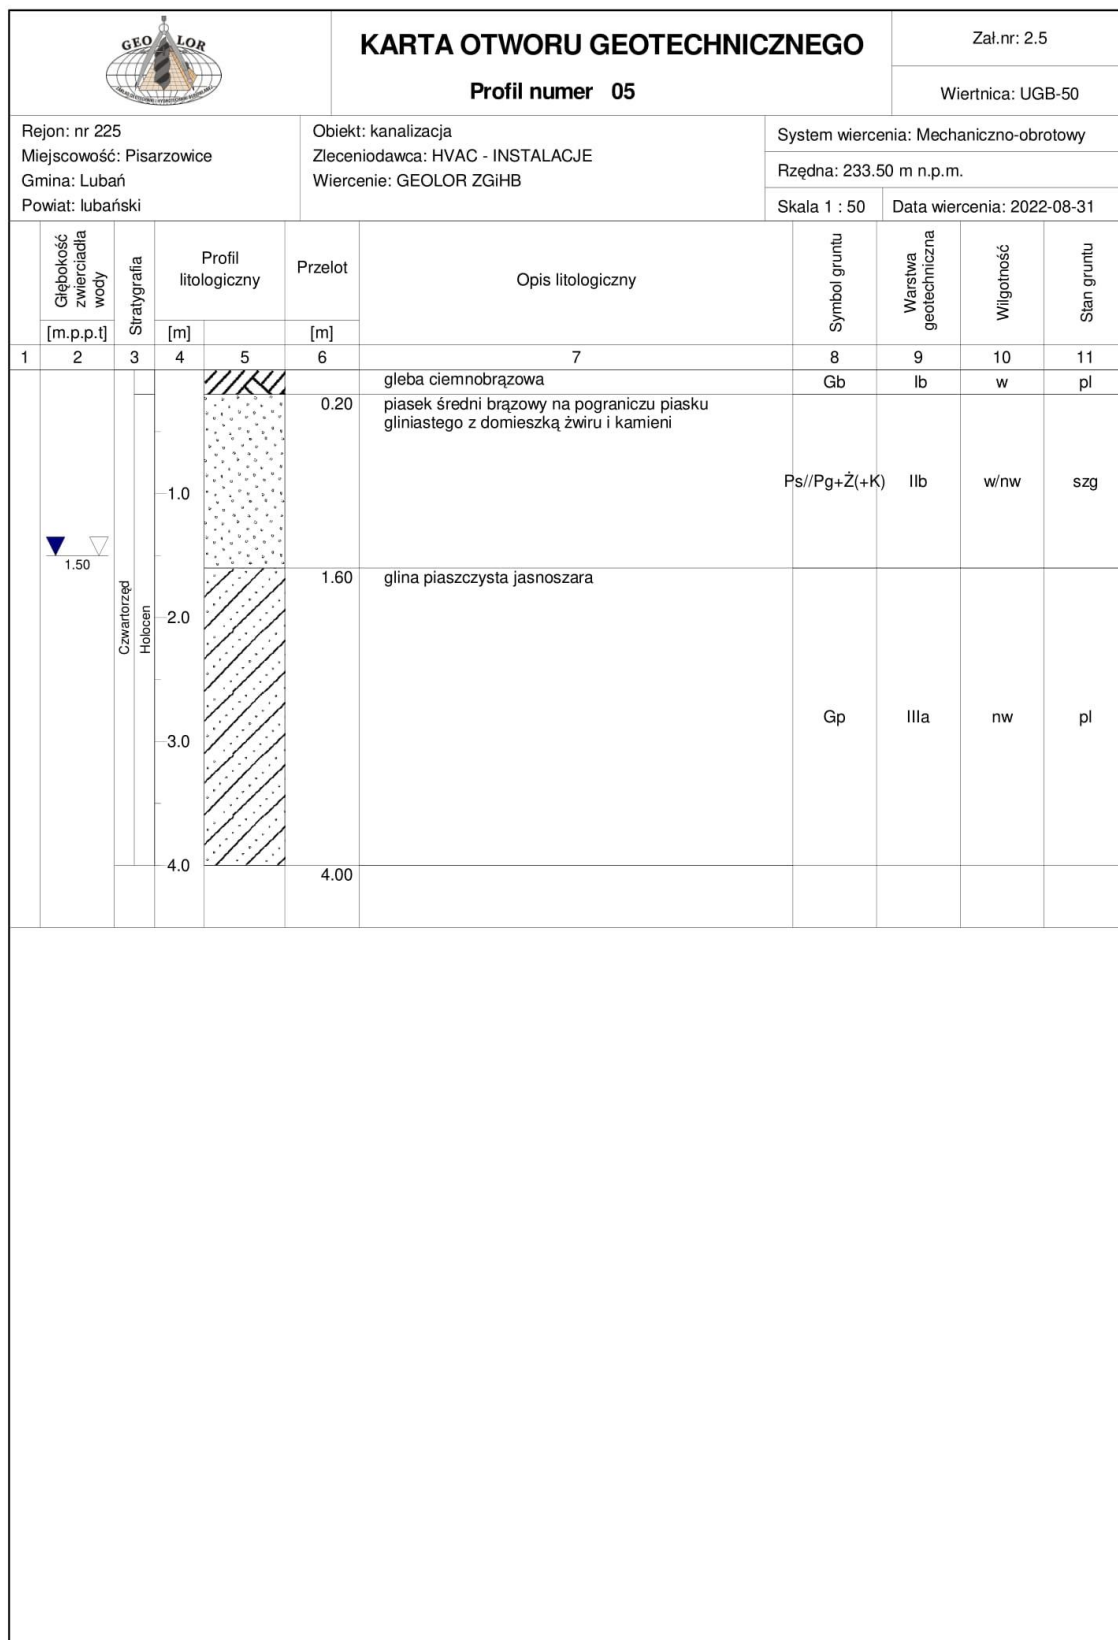 GEO LOR
KARTA OTWORU GEOTECHNICZNEGO
Profil numer 05
Zał.nr: 2.5
Wiertnica: UGB-50
Rejon: nr 225
Miejscowość: Pisarzowice
Gmina: Lubań
Powiat: lubański
Obiekt: kanalizacja
Zleceniodawca: HVAC - INSTALACJE
Wiercenie: GEOLOR ZGiHB
System wiercenia: Mechaniczno-obrotowy
Rzędna: 233.50 m n.p.m.
Skala 1 : 50
Data wiercenia: 2022-08-31
Głębokość
zwierciadła
wody
[m.p.p.t]
Stratygrafia
Profil
litologiczny
[m]
Przelot
[m]
Opis litologiczny
Symbol gruntu
Warstwa
geotechniczna
Wilgotność
Stan gruntu
1 2 3 4 5 6 7 8 9 10 11
gleba ciemnobrązowa Gb Ib w pl
0.20 piasek średni brązowy na pograniczu piasku
gliniastego z domieszką żwiru i kamieni
1.0 Ps//Pg+Ż(+K) IIb w/nw szg
1.50
1.60 glina piaszczysta jasnoszara
Czwartorzęd
Holocen
2.0
Gp IIIa nw pl
3.0
4.0
4.00